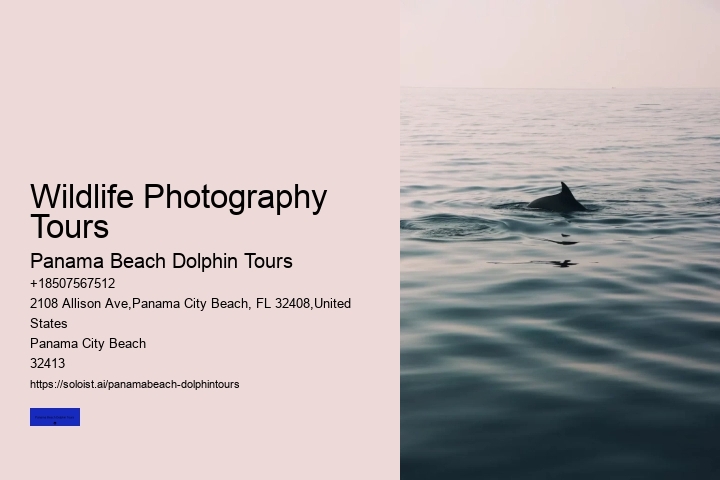 Wildlife Photography
Tours
Panama Beach Dolphin Tours
+18507567512
2108 Allison Ave,Panama City Beach, FL 32408,United
States
Panama City Beach
32413
https://soloist.ai/panamabeach-dolphintours